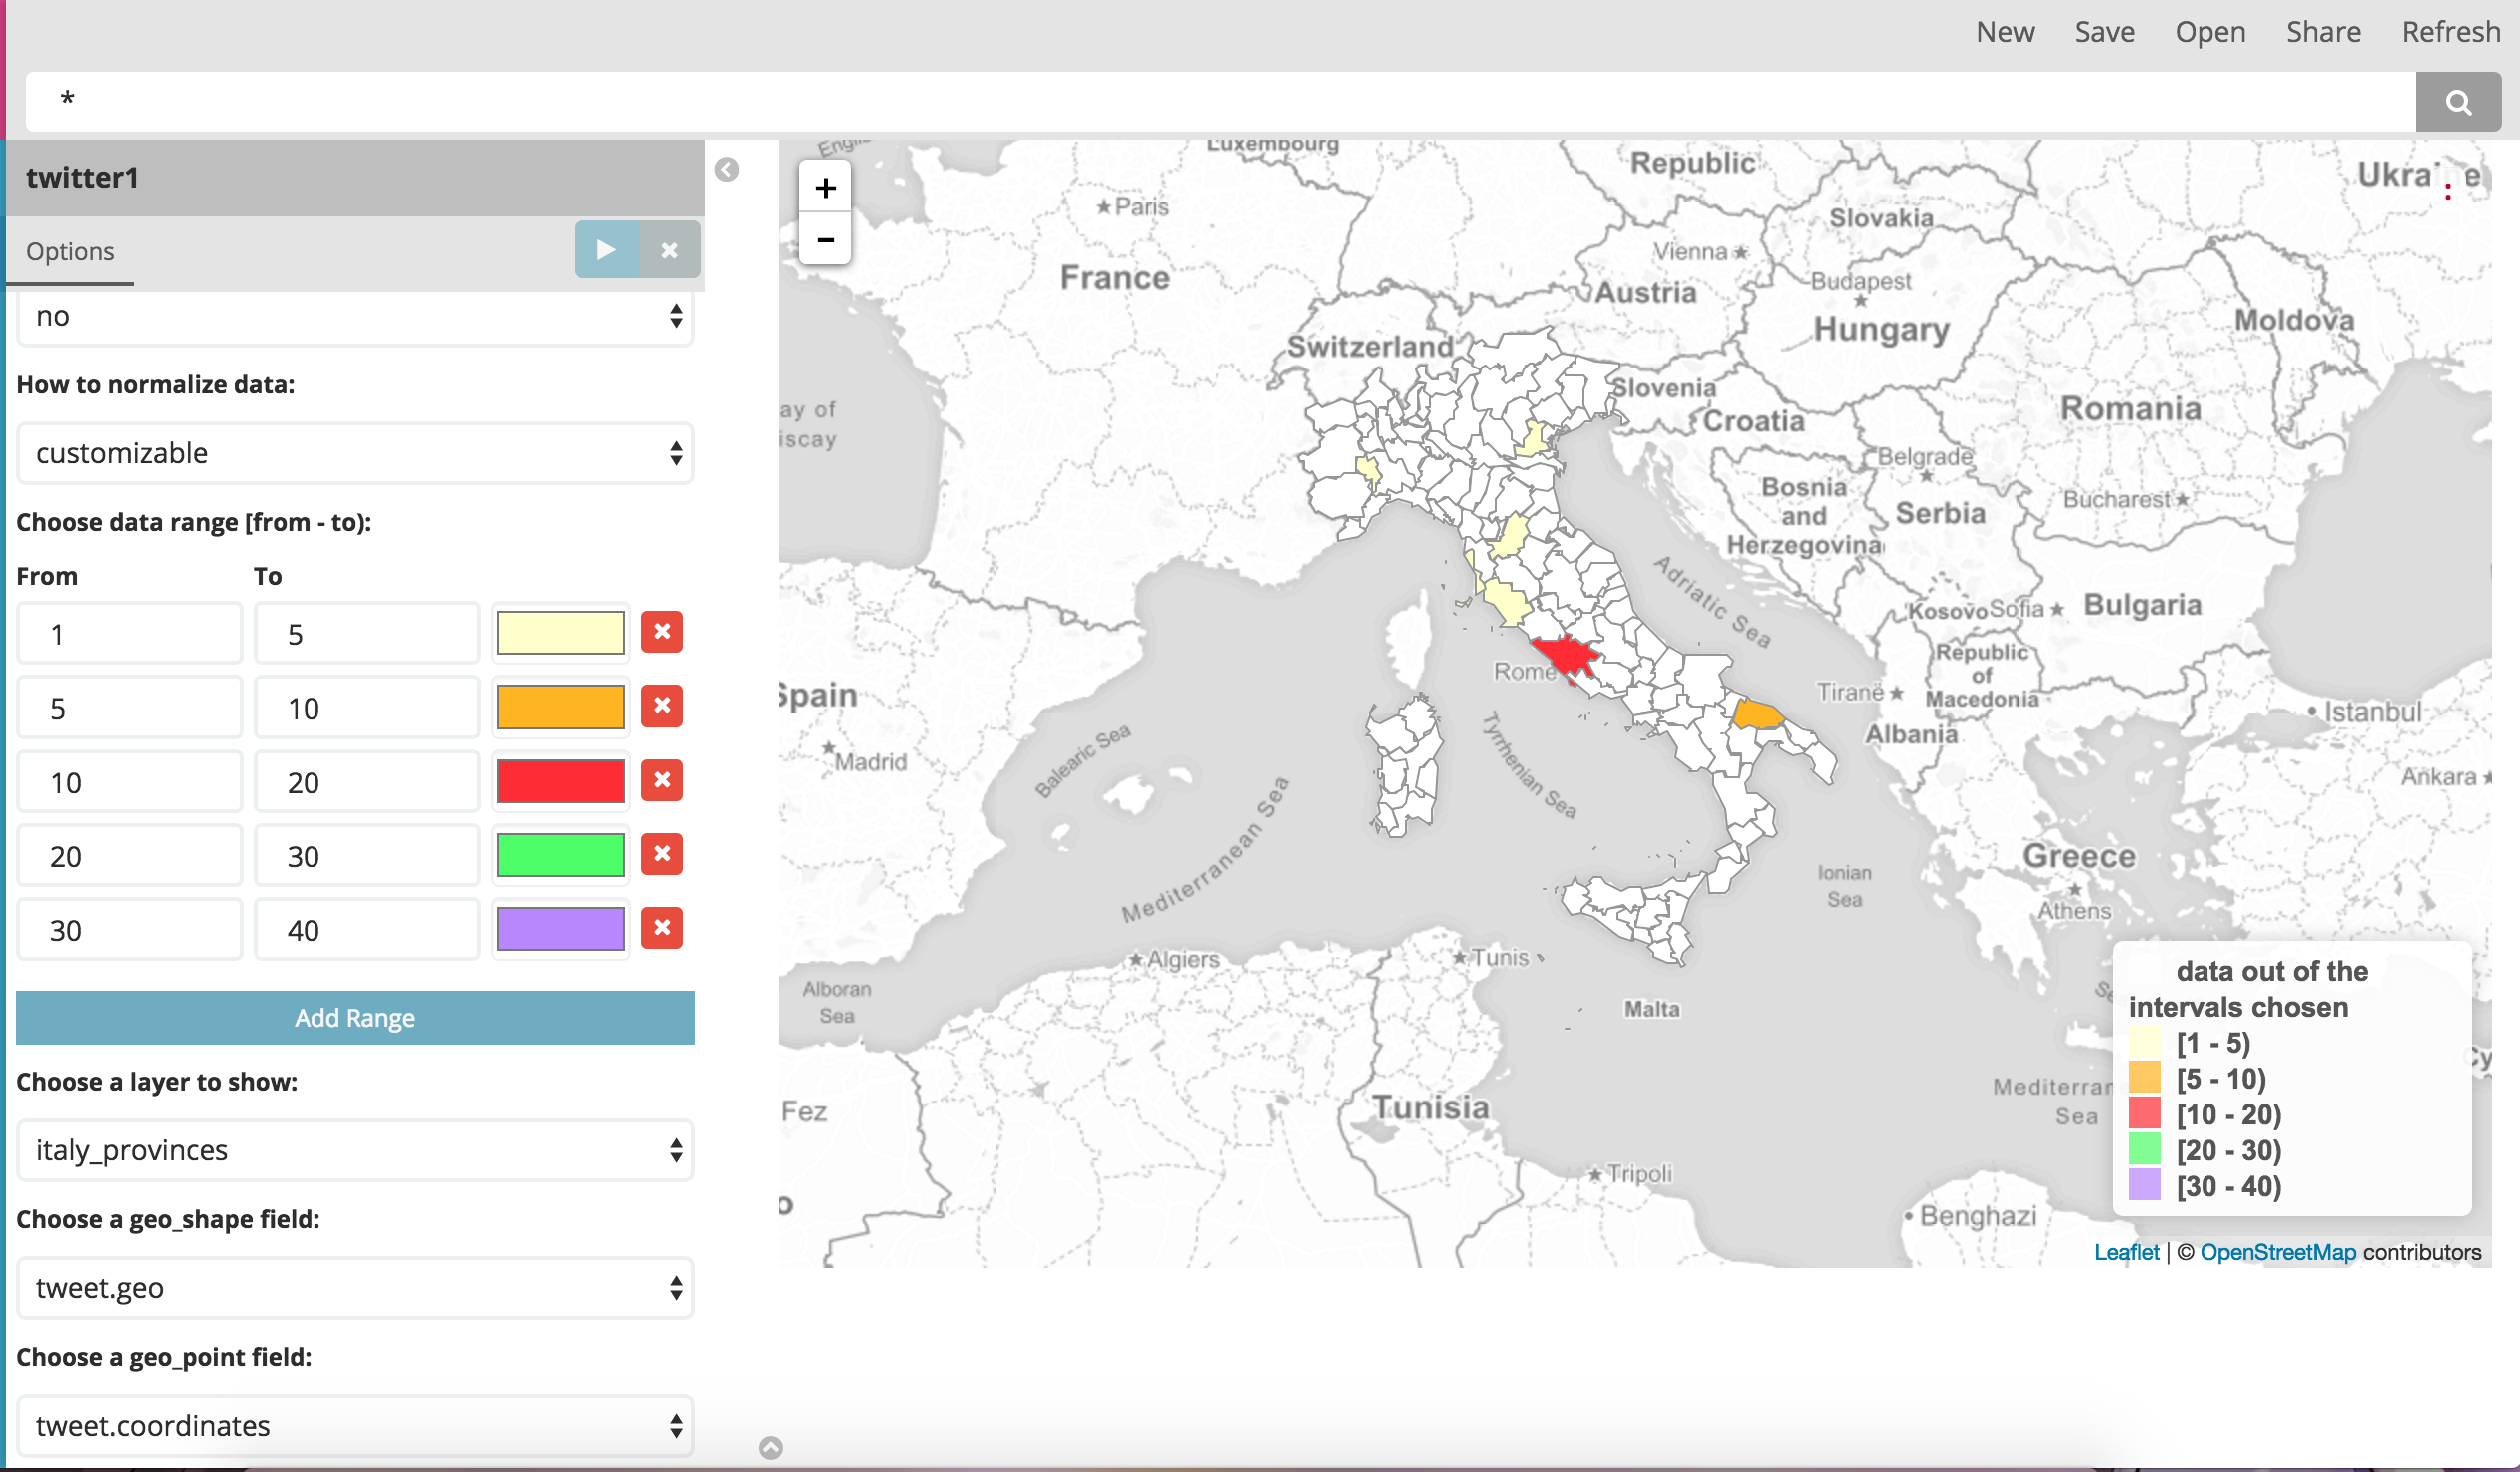 New Save Open Share Refresh
*
twitter1
Options
no
How to normalize data:
customizable
Choose data range [from - to):
From To
1 5
5 10
10 20
20 30
30 40
Add Range
Choose a layer to show:
italy_provinces
Choose a geo_shape field:
tweet.geo
Choose a geo_point field:
tweet.coordinates
+
−
Luxembourg
Republic
Ukraine
Paris
Slovakia
Vienna
France
Budapest
Austria
Moldova
Hungary
Switzerland
Slovenia
Romania
ay of
iscay
Croatia
Belgrade
Bosnia
and
Herzegovina
Bucharest
Serbia
Adriatic Sea
Kosovo
Sofia
Bulgaria
Republic
of
Macedonia
Rome
Spain
Tiranë
Istanbul
Albania
Tyrrhenian Sea
Balearic Sea
Madrid
Ankara
Mediterranean Sea
Greece
Ionian
Sea
Athens
Algiers
Tunis
Alboran
Sea
Malta
Fez
Tunisia
Mediterran
Sea
Tripoli
Benghazi
Cy
data out of the
intervals chosen
[1 - 5)
[5 - 10)
[10 - 20)
[20 - 30)
[30 - 40)
Leaflet | © OpenStreetMap contributors